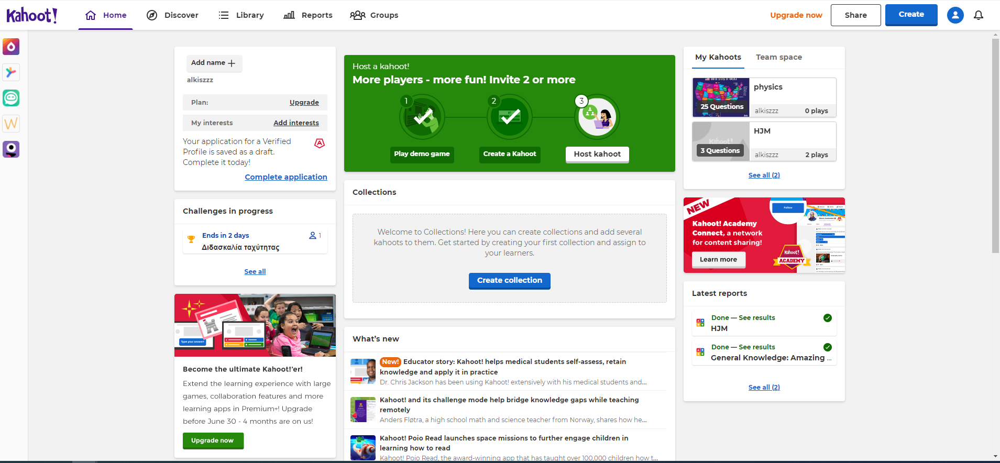 Kahoot!
Home
Discover
Library
Reports
Groups
Upgrade now
Share
Create
Add name
alkiszzz
Plan:
Upgrade
My interests
Add interests
Your application for a Verified
Profile is saved as a draft.
Complete it today!
Complete application
Challenges in progress
Ends in 2 days
1
Διδασκαλία ταχύτητας
See all
Type your answer!
Become the ultimate Kahoot!'er!
Extend the learning experience with large
games, collaboration features and more
learning apps in Premium+! Upgrade
before June 30 - 4 months are on us!
Upgrade now
Host a kahoot!
More players - more fun! Invite 2 or more
1
2
3
Play demo game
Create a Kahoot
Host kahoot
Collections
Welcome to Collections! Here you can create collections and add several
kahoots to them. Get started by creating your first collection and assign to
your learners.
Create collection
What's new
New! Educator story: Kahoot! helps medical students self-assess, retain
knowledge and apply it in practice
Dr. Chris Jackson has been using Kahoot! extensively with his medical students and...
Kahoot! and its challenge mode help bridge knowledge gaps while teaching
remotely
Anders Fløtra, a high school math and science teacher from Norway, shares how he...
Kahoot! Poio Read launches space missions to further engage children in
learning how to read
Kahoot! Poio Read, the award-winning app that has taught over 100,000 children how t...
My Kahoots
Team space
UNITED STATES OF AMERICA
25 Questions
physics
alkiszzz
0 plays
Kahoot!
3 Questions
HJM
alkiszzz
2 plays
See all (2)
NEW
Follow
Kahoot! Academy
Connect, a network
for content sharing!
Learn more
Kahoot!
ACADEMY
Latest reports
Done — See results
HJM
Done — See results
General Knowledge: Amazing ...
See all (2)